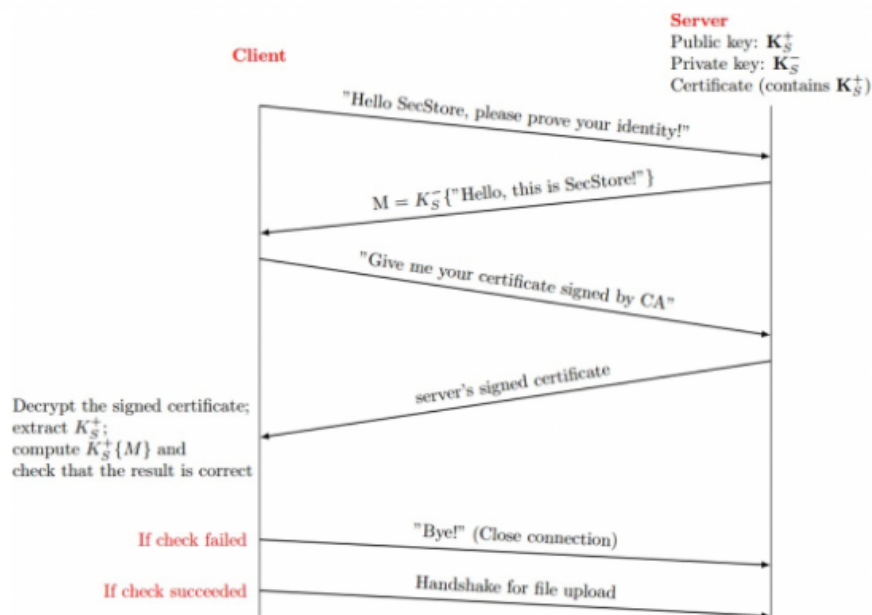 Server
Public key: K_S^+
Private key: K_S^-
Certificate (contains K_S^+)
Client
"Hello SecStore, please prove your identity!"
M = K_S^-{"Hello, this is SecStore!"}
"Give me your certificate signed by CA"
server's signed certificate
Decrypt the signed certificate;
extract K_S^+;
compute K_S^+{M} and
check that the result is correct
If check failed
"Bye!" (Close connection)
If check succeeded
Handshake for file upload